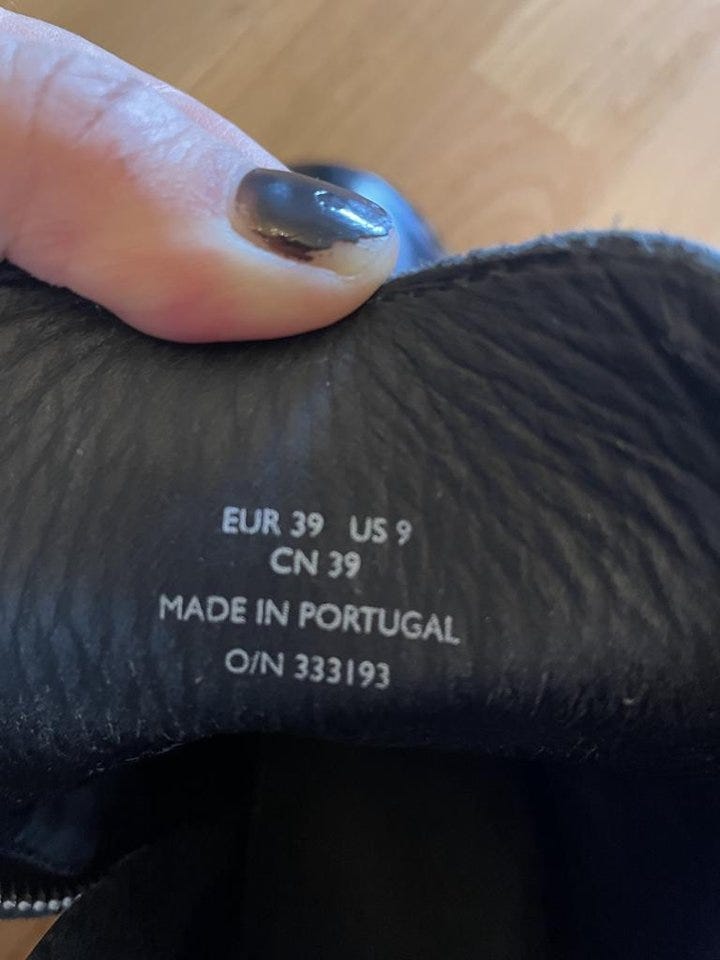 EUR 39 US 9
CN 39
MADE IN PORTUGAL
O/N 333193